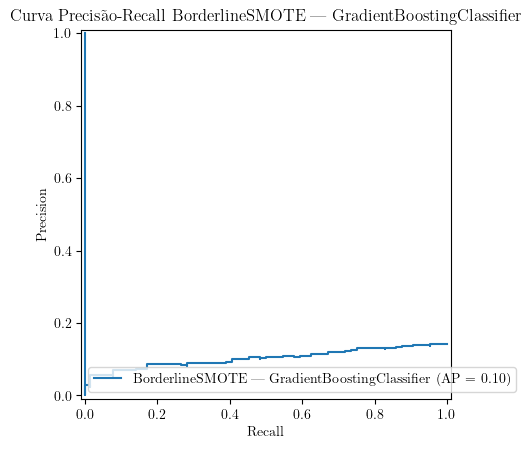 Curva Precisão-Recall BorderlineSMOTE — GradientBoostingClassifier
1.0
0.8
0.6
0.4
0.2
0.0
Precision
BorderlineSMOTE — GradientBoostingClassifier (AP = 0.10)
0.0 0.2 0.4 0.6 0.8 1.0
Recall